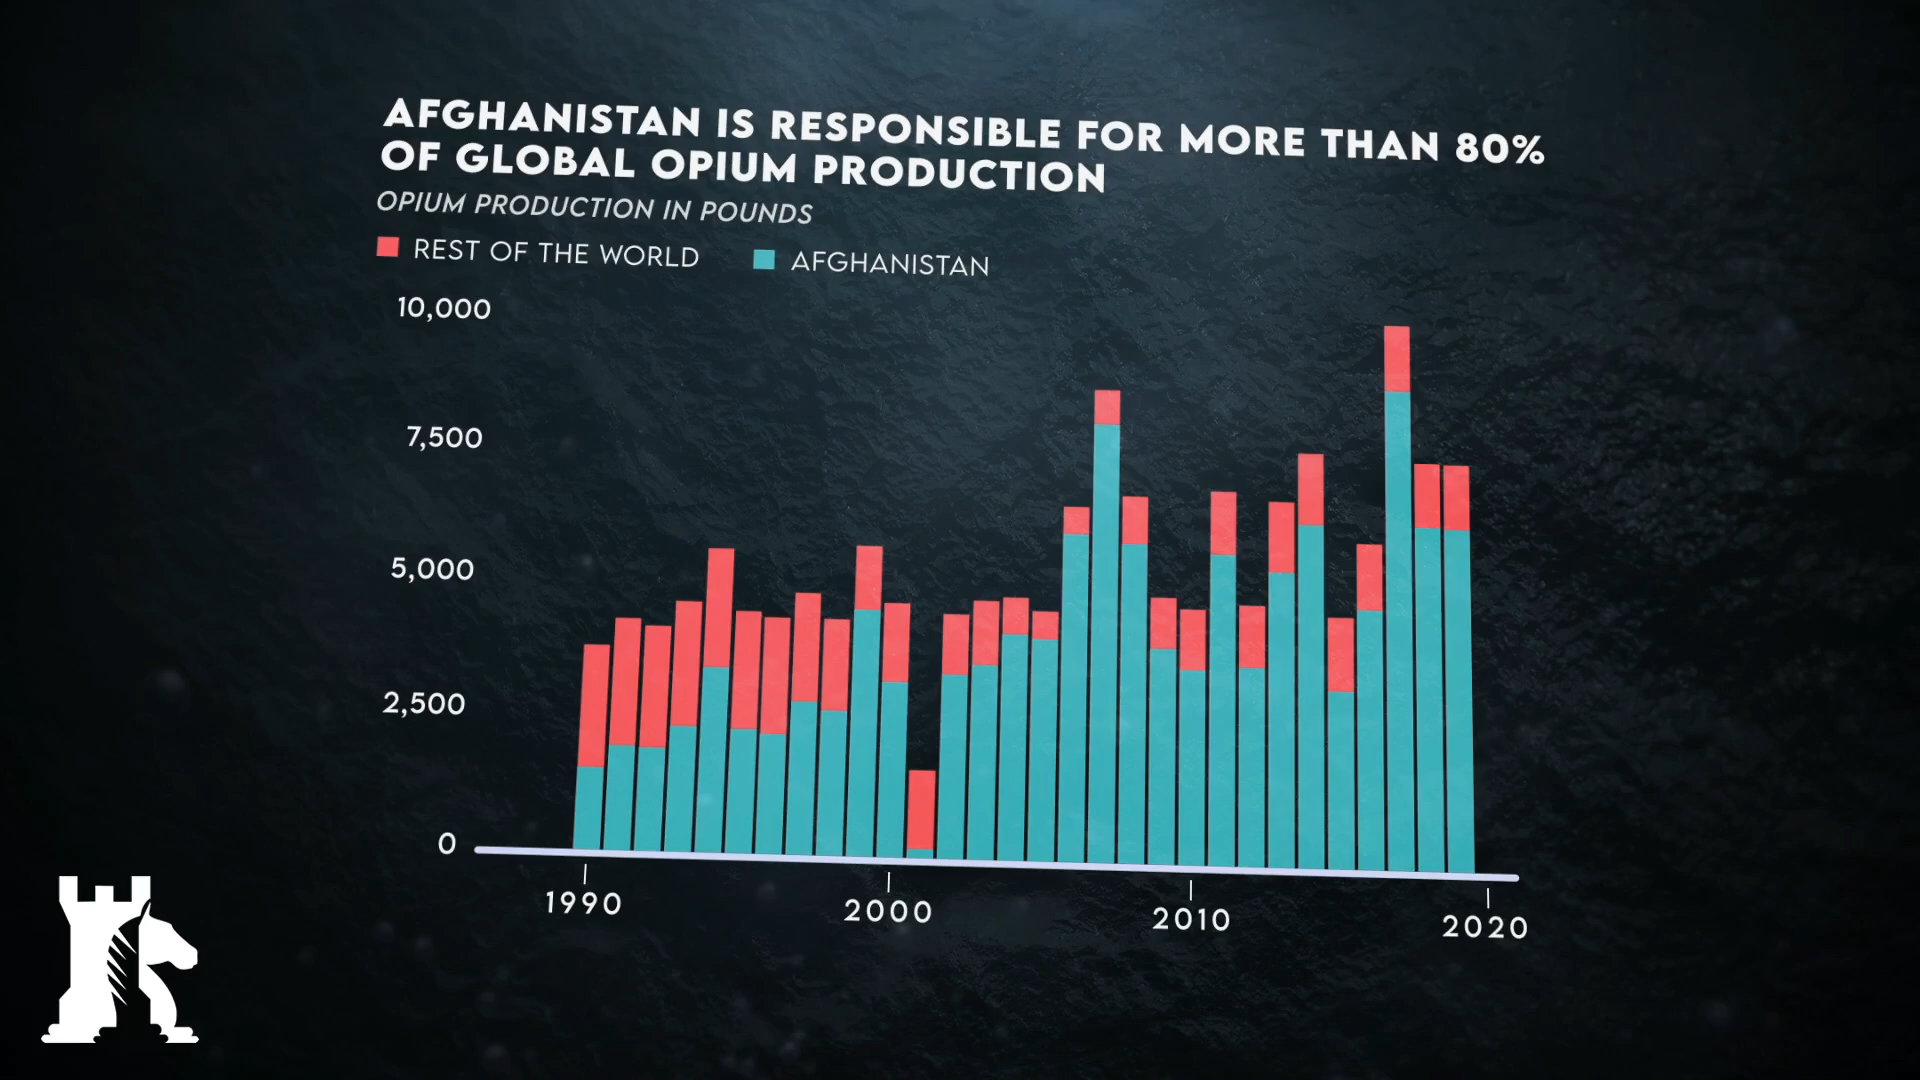 AFGHANISTAN IS RESPONSIBLE FOR MORE THAN 80%
OF GLOBAL OPIUM PRODUCTION
OPIUM PRODUCTION IN POUNDS
REST OF THE WORLD AFGHANISTAN
10,000
7,500
5,000
2,500
0
1990 2000 2010 2020